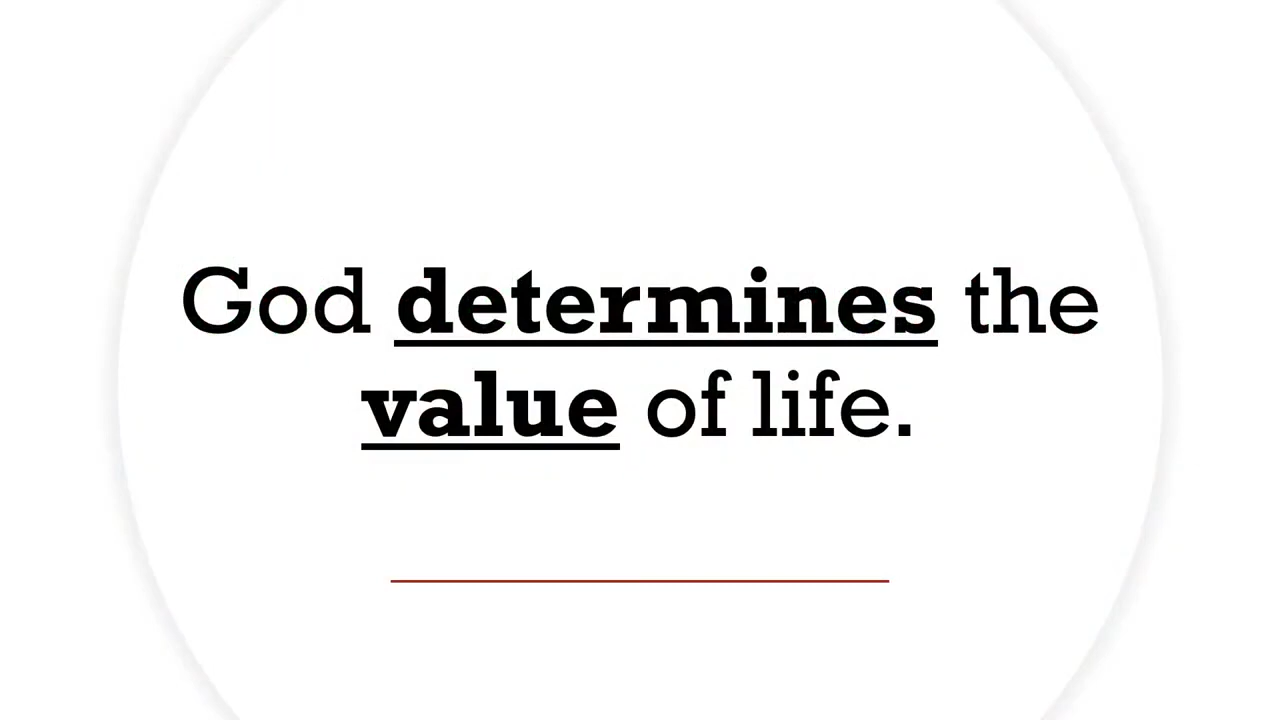 God determines the
value of life.